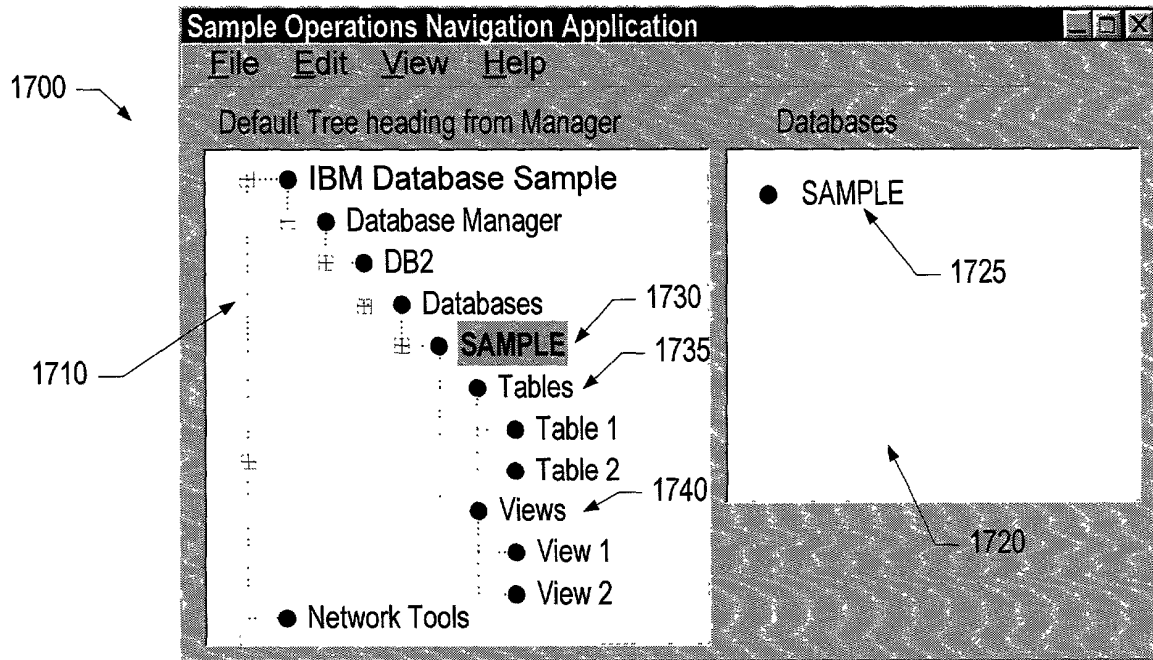 Sample Operations Navigation Application
File Edit View Help
1700
Default Tree heading from Manager
Databases
IBM Database Sample
SAMPLE
Database Manager
DB2
1725
Databases
1730
SAMPLE
1735
1710
Tables
Table 1
Table 2
1740
Views
1720
View 1
View 2
Network Tools